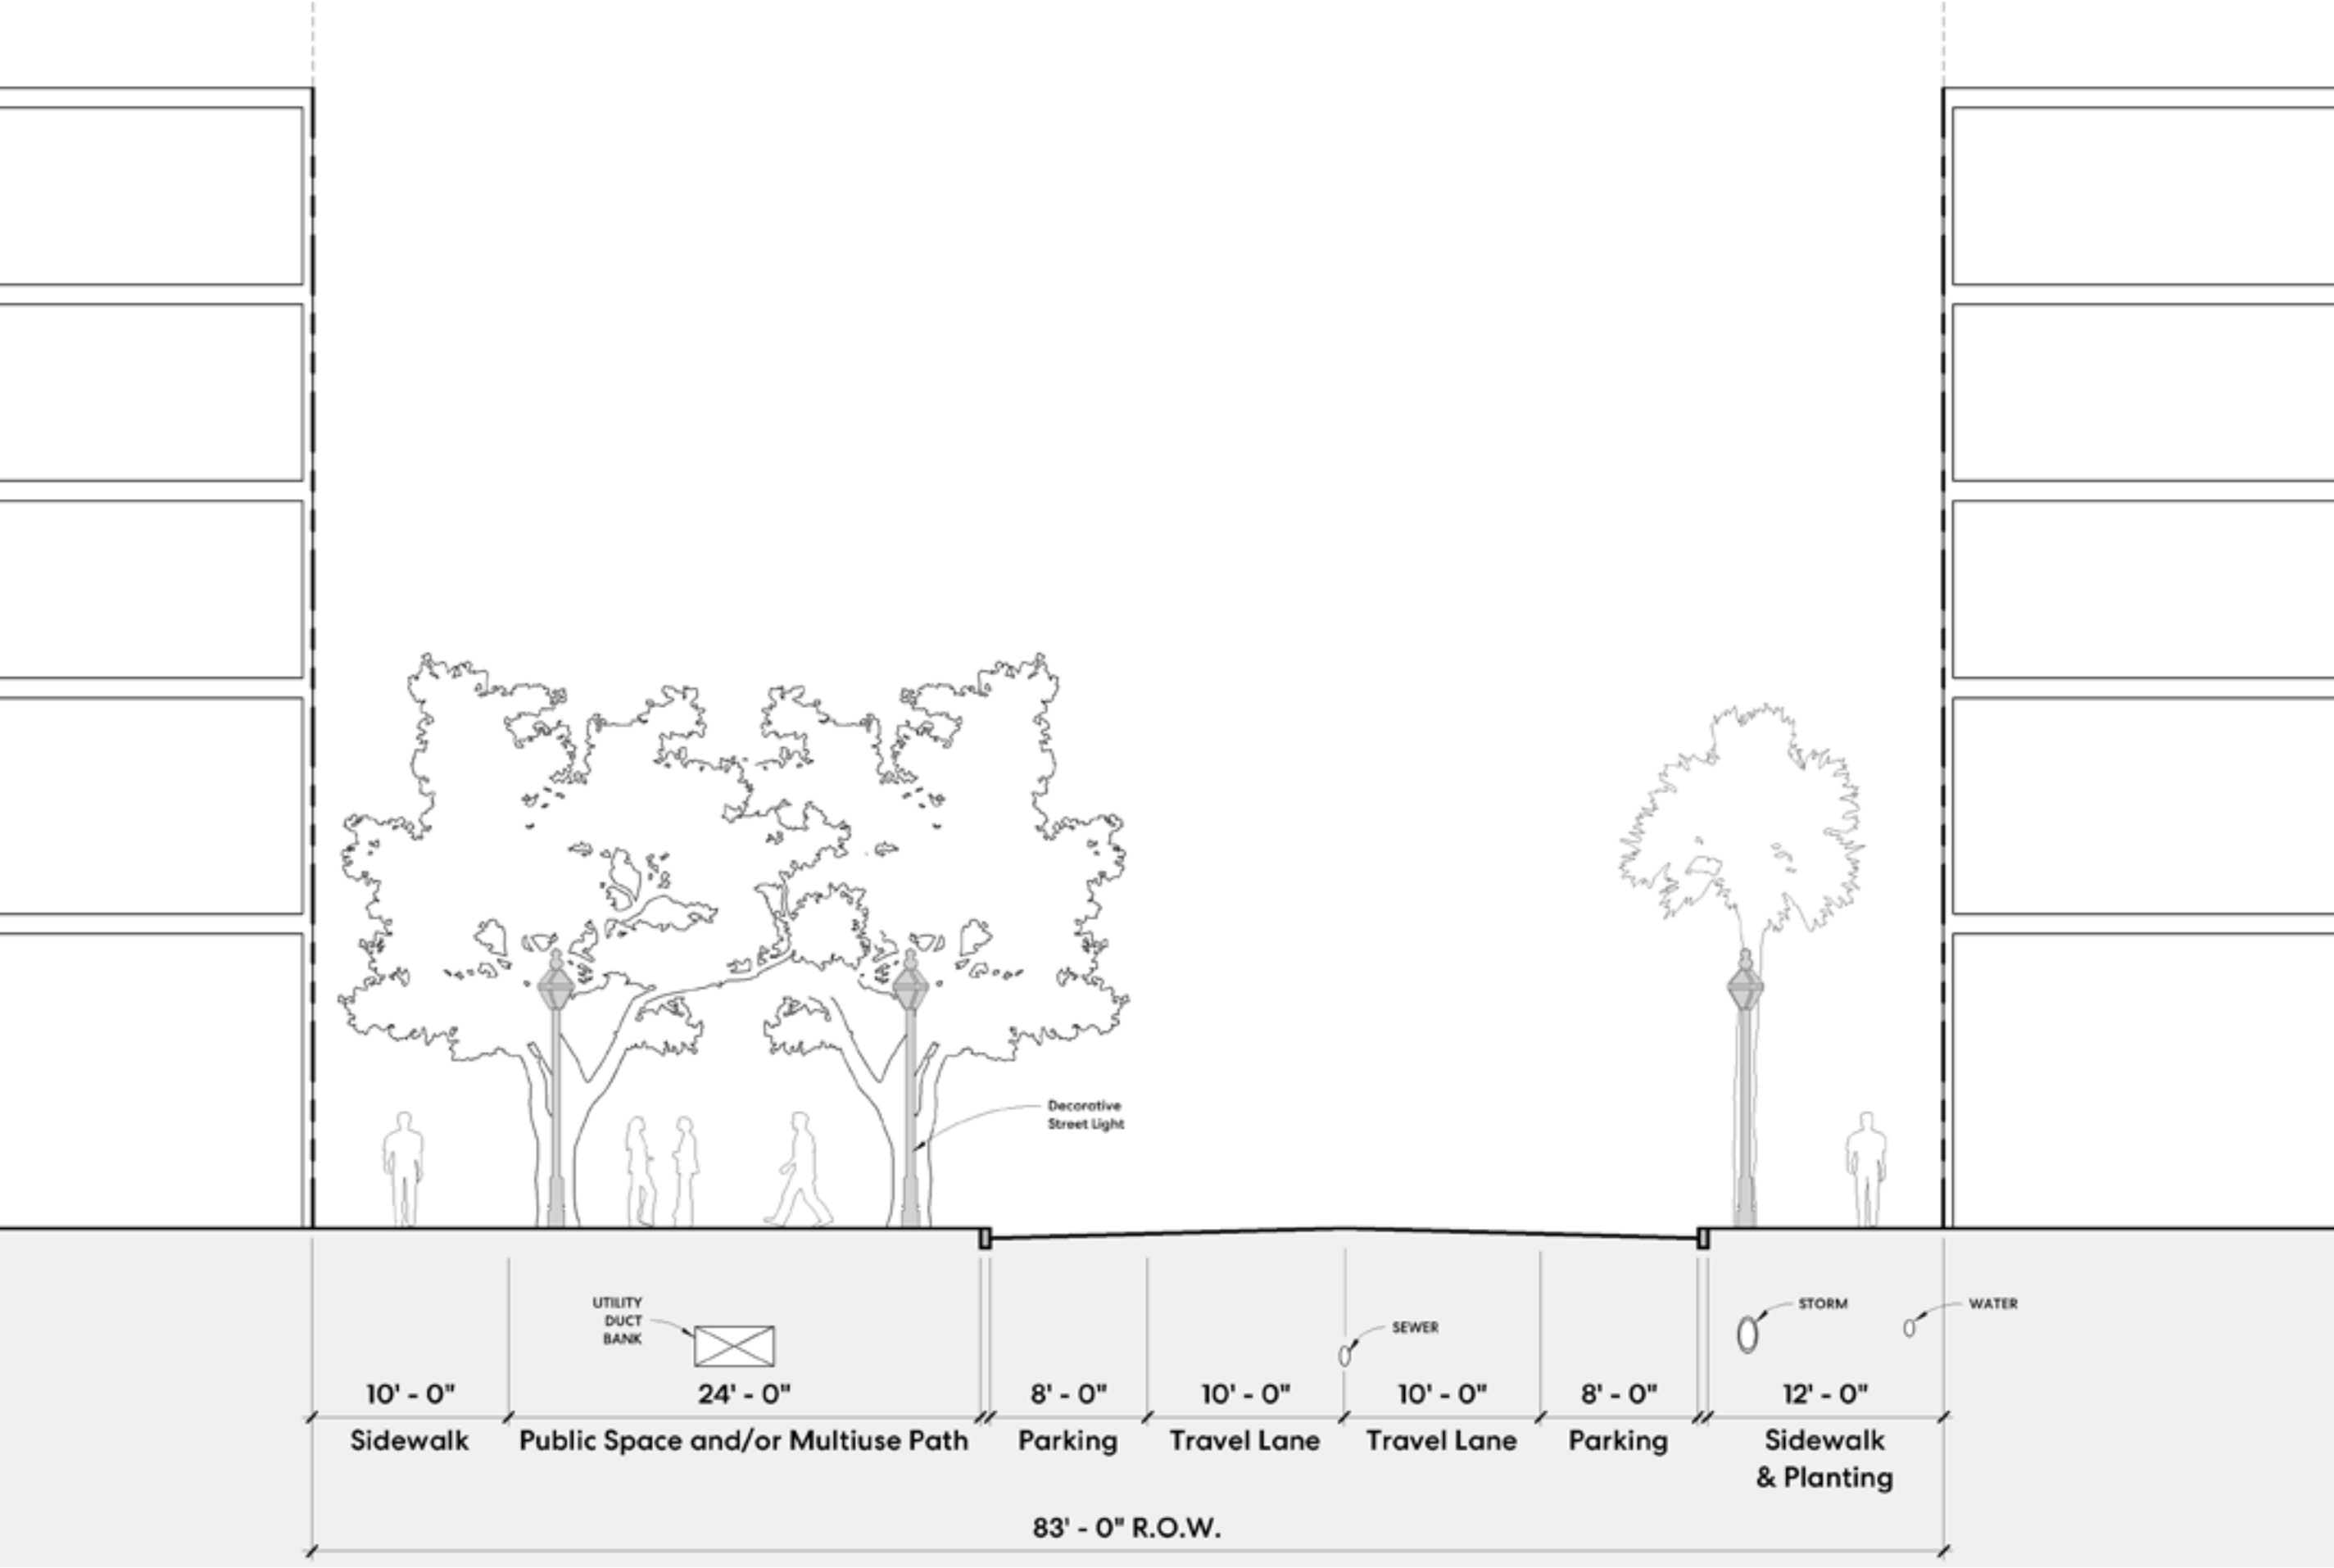 Decorative
Street Light
UTILITY
DUCT
BANK
SEWER
STORM
WATER
10' - 0"
24' - 0"
8' - 0"
10' - 0"
10' - 0"
8' - 0"
12' - 0"
Sidewalk
Public Space and/or Multiuse Path
Parking
Travel Lane
Travel Lane
Parking
Sidewalk
& Planting
83' - 0" R.O.W.